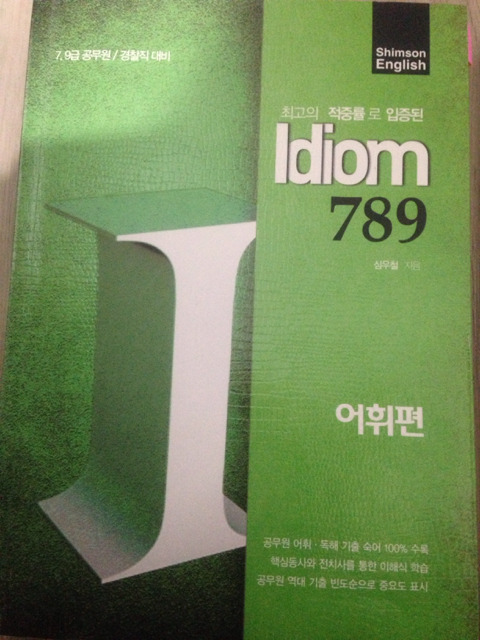 7, 9급 공무원 / 경찰직 대비
Shimson
English
최고의 적중률로 입증된
Idiom
789
심우철 지음
어휘편
공무원 어휘 · 독해 기출 숙어 100% 수록
핵심동사와 전치사를 통한 이해식 학습
공무원 역대 기출 빈도순으로 중요도 표시